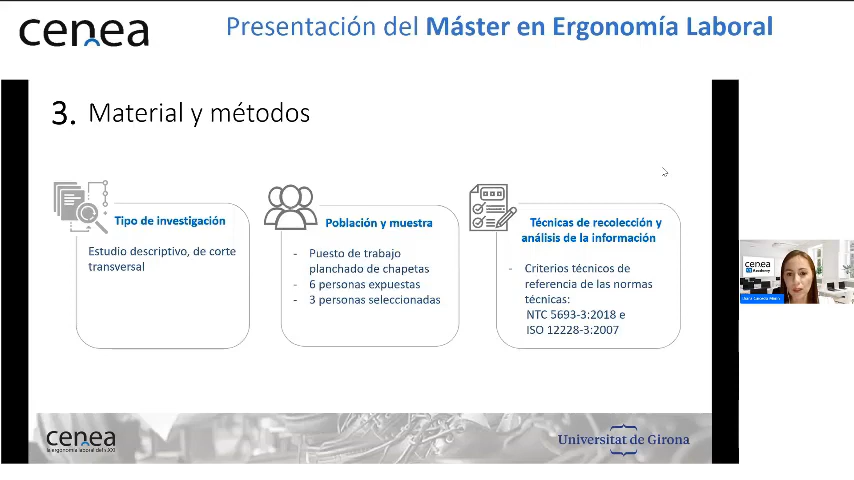 cenea
Presentación del Máster en Ergonomía Laboral
3. Material y métodos
Tipo de investigación
Estudio descriptivo, de corte
transversal
Población y muestra
- Puesto de trabajo
planchado de chapetas
- 6 personas expuestas
- 3 personas seleccionadas
Técnicas de recolección y
análisis de la información
- Criterios técnicos de
referencia de las normas
técnicas:
NTC 5693-3:2018 e
ISO 12228-3:2007
cenea
Academy
cenea
la ergonomía laboral del s.XXI
Universitat de Girona